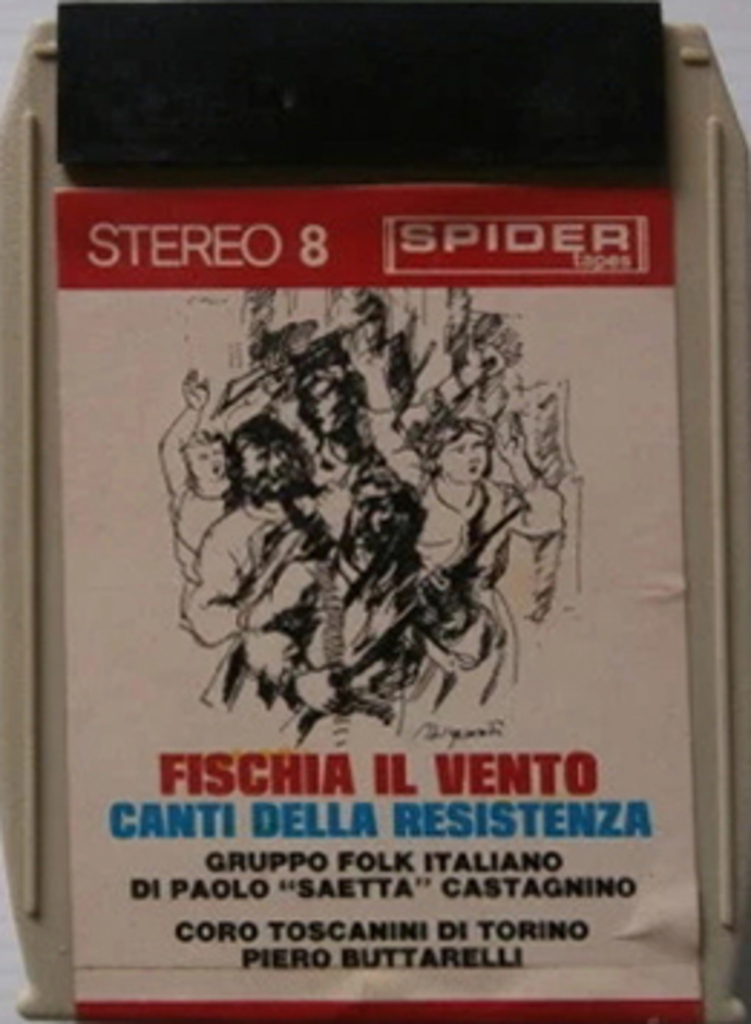 STEREO 8
SPIDER
tapes
FISCHIA IL VENTO
CANTI DELLA RESISTENZA
GRUPPO FOLK ITALIANO
DI PAOLO "SAETTA" CASTAGNINO
CORO TOSCANINI DI TORINO
PIERO BUTTARELLI